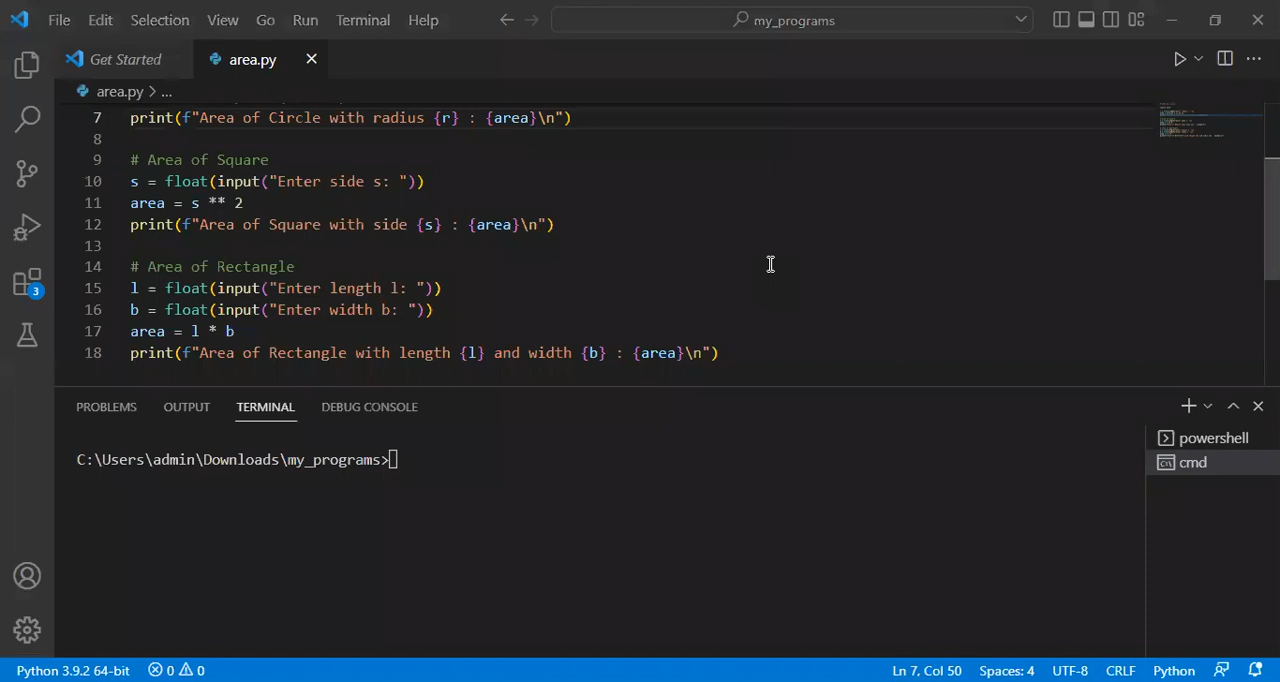 File Edit Selection View Go Run Terminal Help my_programs
Get Started area.py
area.py > ...
7 print(f"Area of Circle with radius {r} : {area}\n")
8
9 # Area of Square
10 s = float(input("Enter side s: "))
11 area = s ** 2
12 print(f"Area of Square with side {s} : {area}\n")
13
14 # Area of Rectangle
15 l = float(input("Enter length l: "))
16 b = float(input("Enter width b: "))
17 area = l * b
18 print(f"Area of Rectangle with length {l} and width {b} : {area}\n")
3
PROBLEMS OUTPUT TERMINAL DEBUG CONSOLE
powershell
C:\Users\admin\Downloads\my_programs>
cmd
Python 3.9.2 64-bit 0 0 Ln 7, Col 50 Spaces: 4 UTF-8 CRLF Python